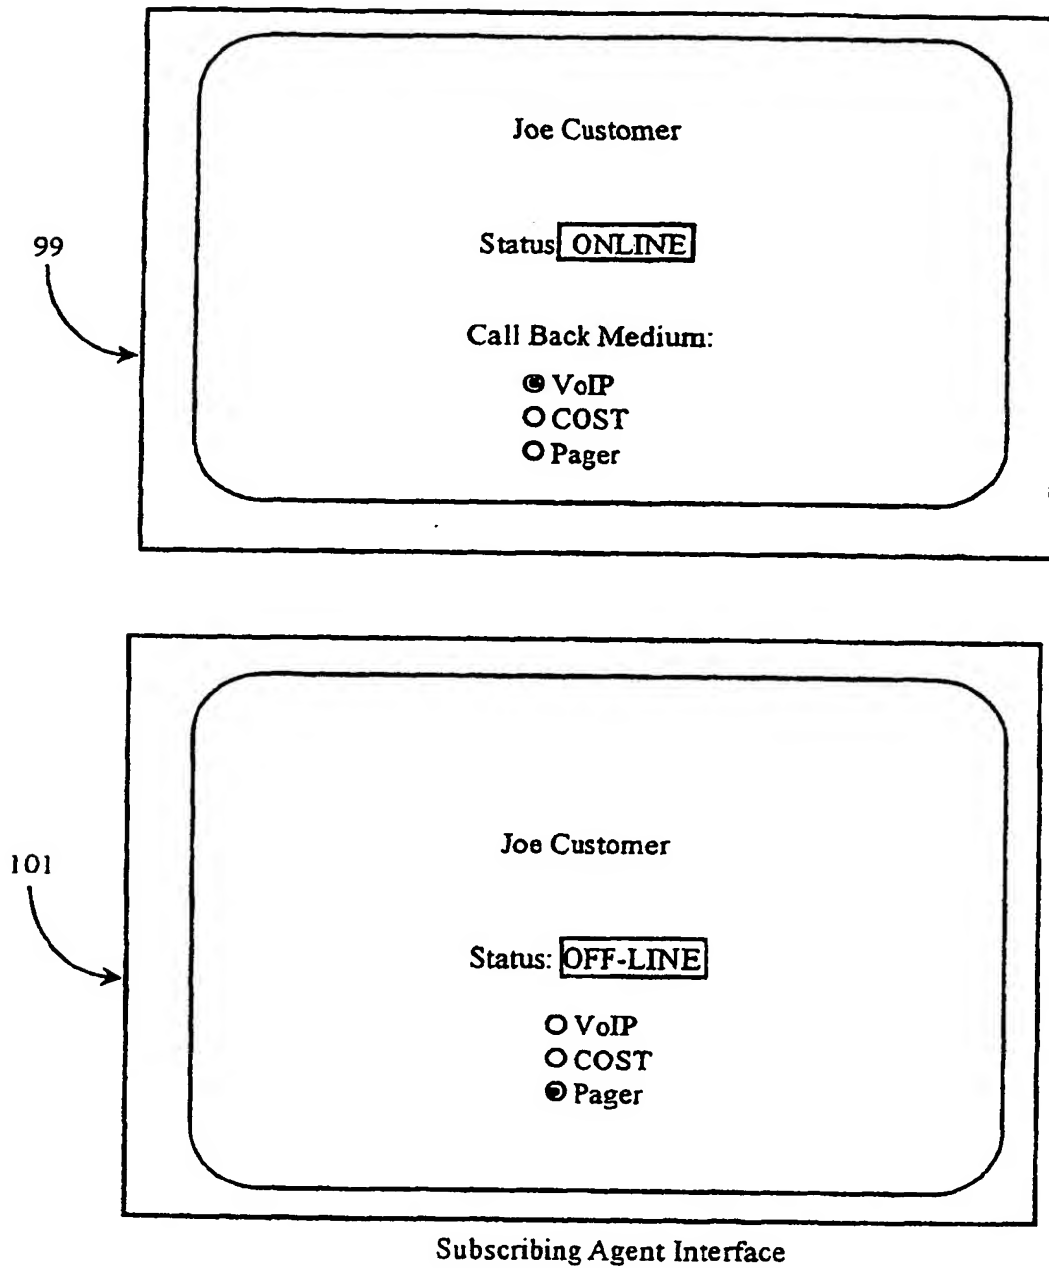 Joe Customer
99
Status ONLINE
Call Back Medium:
VoIP
COST
Pager
Joe Customer
101
Status: OFF-LINE
VoIP
COST
Pager
Subscribing Agent Interface